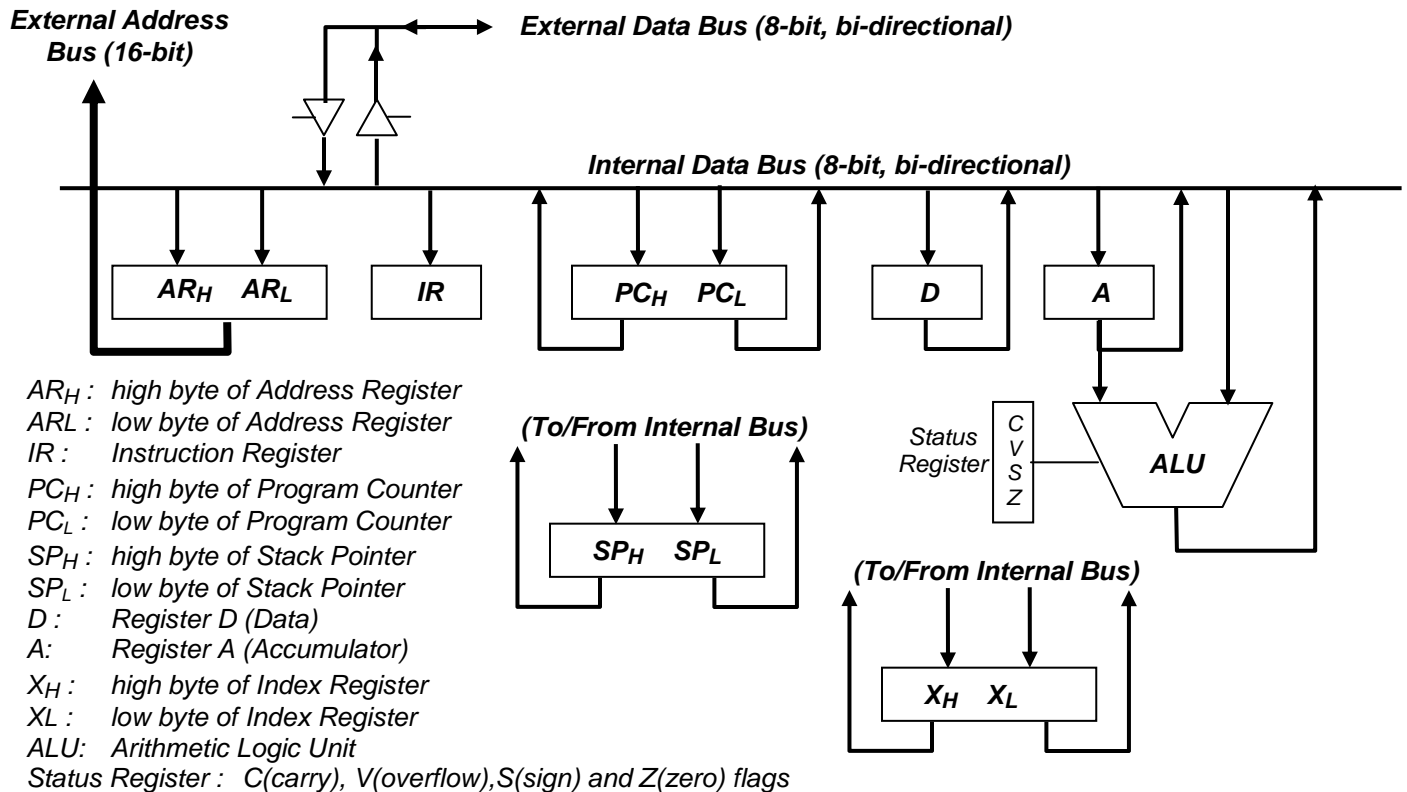 External Address
Bus (16-bit)
External Data Bus (8-bit, bi-directional)
Internal Data Bus (8-bit, bi-directional)
ARH ARL
IR
PCH PCL
D
A
ARH : high byte of Address Register
ARL : low byte of Address Register
IR : Instruction Register
PCH : high byte of Program Counter
PCL : low byte of Program Counter
SPH : high byte of Stack Pointer
SPL : low byte of Stack Pointer
D : Register D (Data)
A: Register A (Accumulator)
XH : high byte of Index Register
XL : low byte of Index Register
ALU: Arithmetic Logic Unit
Status Register : C(carry), V(overflow),S(sign) and Z(zero) flags
(To/From Internal Bus)
SPH SPL
Status
Register
C
V
S
Z
ALU
(To/From Internal Bus)
XH XL